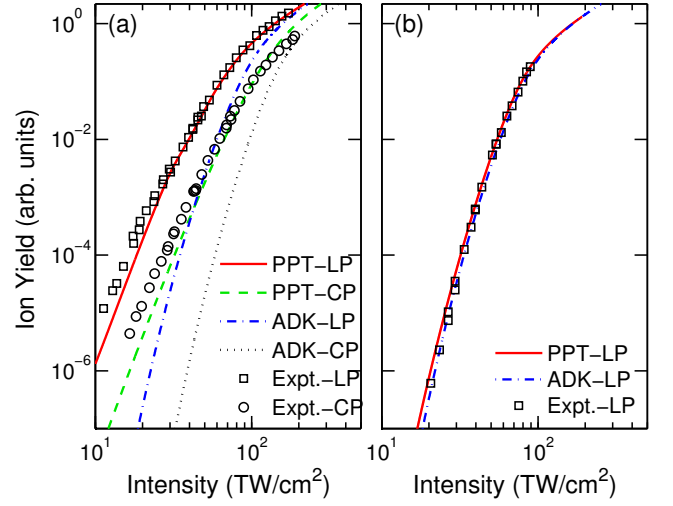 (a)
(b)
10^0
10^-2
10^-4
10^-6
Ion Yield (arb. units)
PPT-LP
PPT-CP
ADK-LP
ADK-CP
Expt.-LP
Expt.-CP
PPT-LP
ADK-LP
Expt.-LP
10^1
10^2
10^1
10^2
Intensity (TW/cm^2)
Intensity (TW/cm^2)